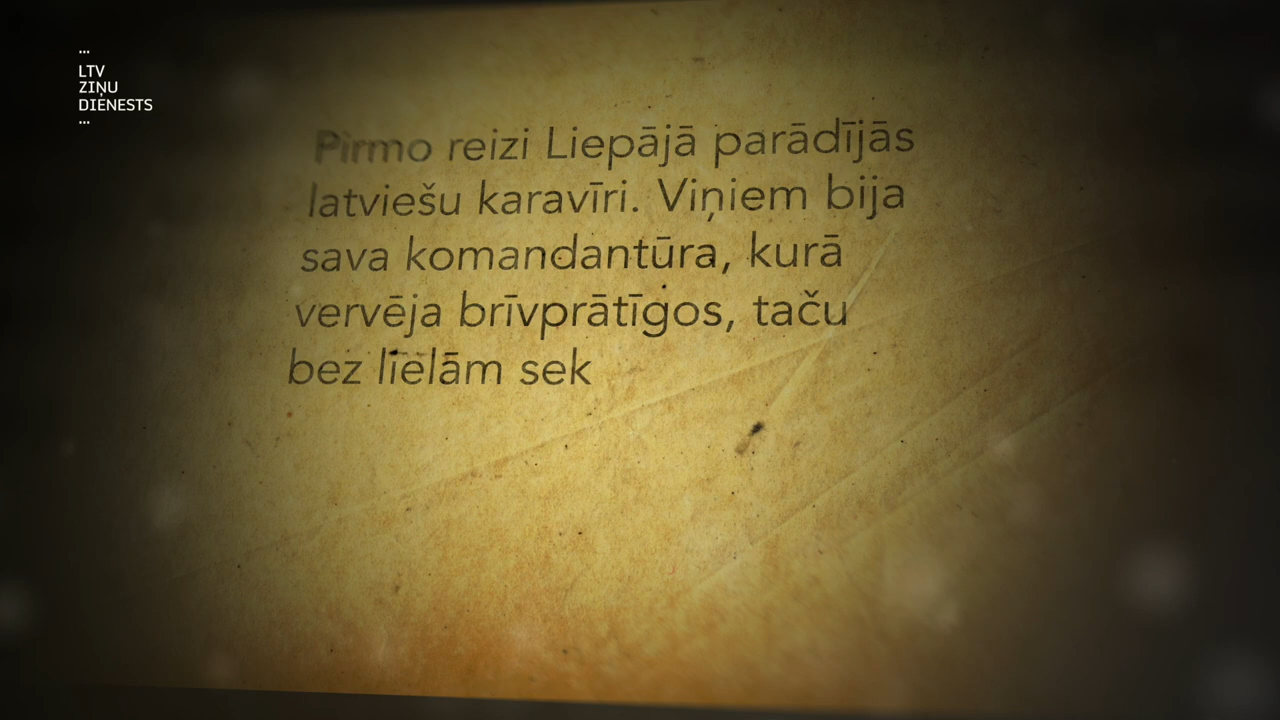 ...
LTV
ZIŅU
DIENESTS
...
Pirmo reizi Liepājā parādījās
latviešu karavīri. Viņiem bija
sava komandantūra, kurā
vervēja brīvprātīgos, taču
bez lielām sek